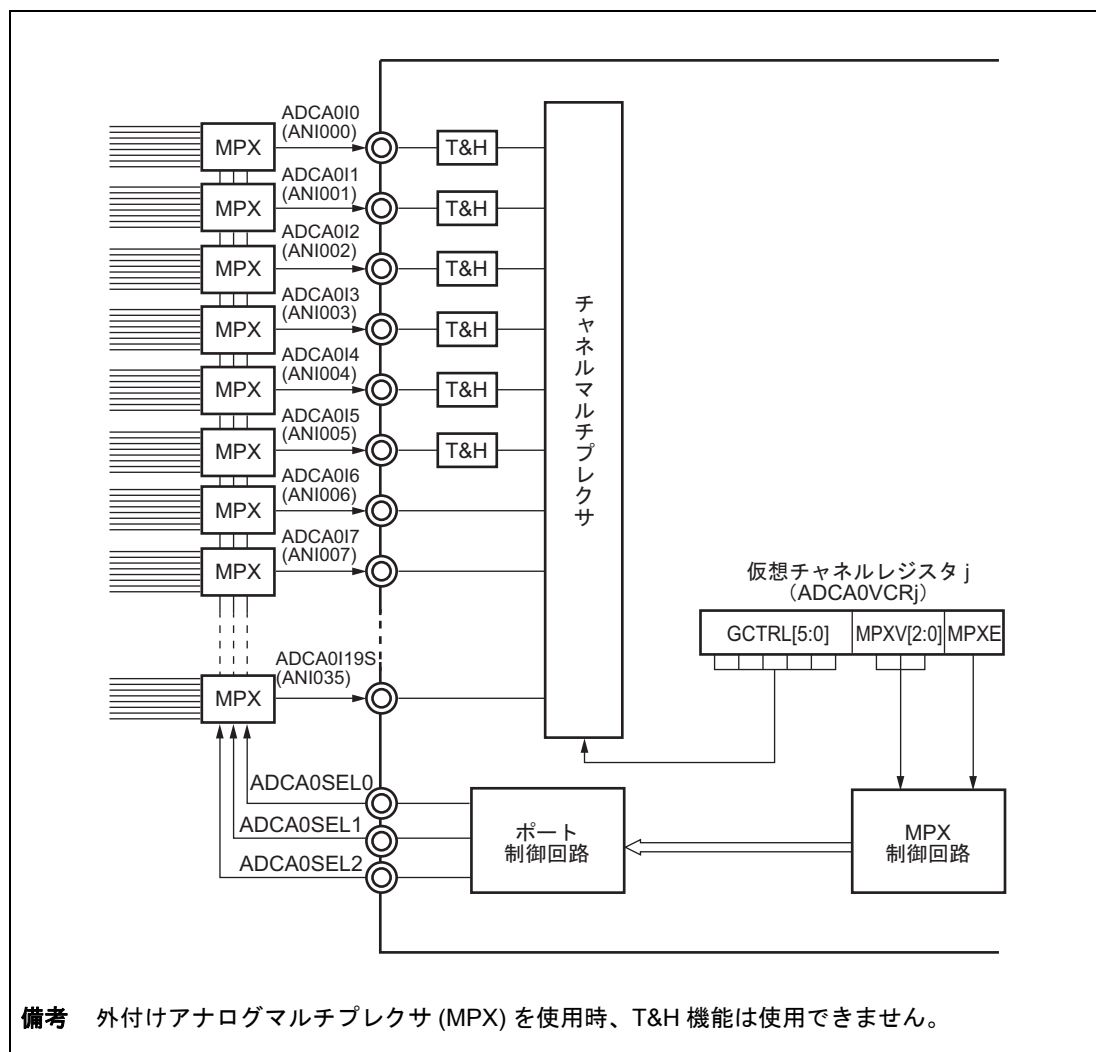 ADCA0I0
(ANI000)
MPX
T&H
ADCA0I1
(ANI001)
MPX
T&H
ADCA0I2
(ANI002)
MPX
T&H
ADCA0I3
(ANI003)
MPX
T&H
ADCA0I4
(ANI004)
MPX
T&H
ADCA0I5
(ANI005)
MPX
T&H
ADCA0I6
(ANI006)
MPX
ADCA0I7
(ANI007)
MPX
ADCA0I19S
(ANI035)
MPX
チャネルマルチプレクサ
仮想チャネルレジスタ j
(ADCA0VCRj)
GCTRL[5:0]
MPXV[2:0]
MPXE
ADCA0SEL0
ADCA0SEL1
ADCA0SEL2
ポート
制御回路
MPX
制御回路
備考 外付けアナログマルチプレクサ (MPX) を使用時、T&H 機能は使用できません。